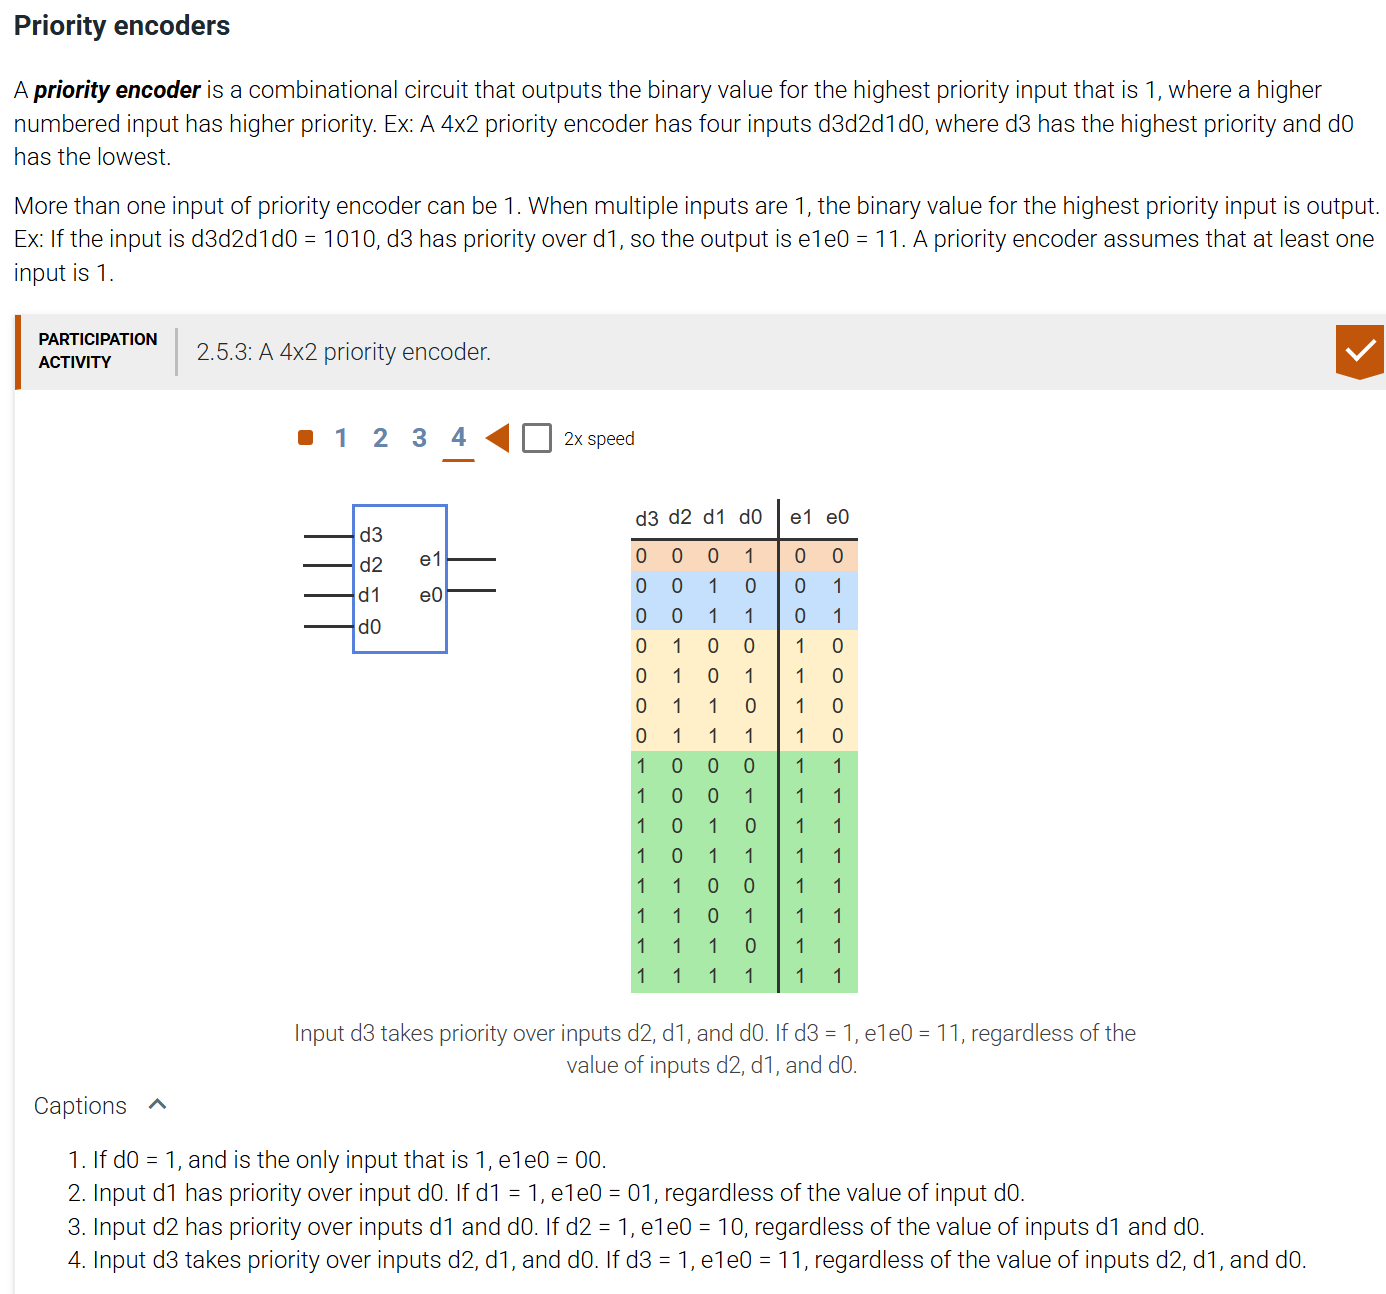 Priority encoders
A priority encoder is a combinational circuit that outputs the binary value for the highest priority input that is 1, where a higher
numbered input has higher priority. Ex: A 4x2 priority encoder has four inputs d3d2d1d0, where d3 has the highest priority and d0
has the lowest.
More than one input of priority encoder can be 1. When multiple inputs are 1, the binary value for the highest priority input is output.
Ex: If the input is d3d2d1d0 = 1010, d3 has priority over d1, so the output is e1e0 = 11. A priority encoder assumes that at least one
input is 1.
PARTICIPATION
ACTIVITY
2.5.3: A 4x2 priority encoder.
1 2 3 4 2x speed
d3
d2
d1
d0
e1
e0
d3 d2 d1 d0 e1 e0
0 0 0 1 0 0
0 0 1 0 0 1
0 0 1 1 0 1
0 1 0 0 1 0
0 1 0 1 1 0
0 1 1 0 1 0
0 1 1 1 1 0
1 0 0 0 1 1
1 0 0 1 1 1
1 0 1 0 1 1
1 0 1 1 1 1
1 1 0 0 1 1
1 1 0 1 1 1
1 1 1 0 1 1
1 1 1 1 1 1
Input d3 takes priority over inputs d2, d1, and d0. If d3 = 1, e1e0 = 11, regardless of the
value of inputs d2, d1, and d0.
Captions
1. If d0 = 1, and is the only input that is 1, e1e0 = 00.
2. Input d1 has priority over input d0. If d1 = 1, e1e0 = 01, regardless of the value of input d0.
3. Input d2 has priority over inputs d1 and d0. If d2 = 1, e1e0 = 10, regardless of the value of inputs d1 and d0.
4. Input d3 takes priority over inputs d2, d1, and d0. If d3 = 1, e1e0 = 11, regardless of the value of inputs d2, d1, and d0.